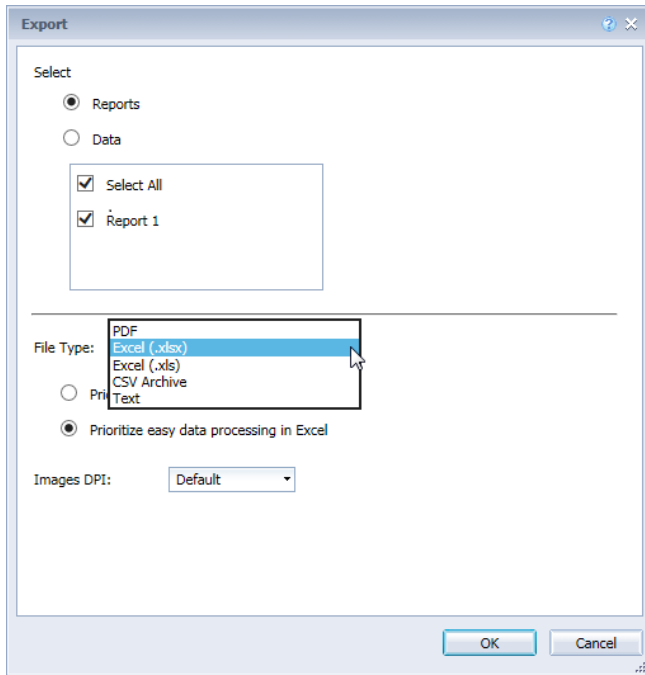 Export
Select
Reports
Data
Select All
Report 1
PDF
File Type: Excel (.xlsx)
Excel (.xls)
CSV Archive
Text
Prioritize easy data processing in Excel
Images DPI: Default
OK Cancel